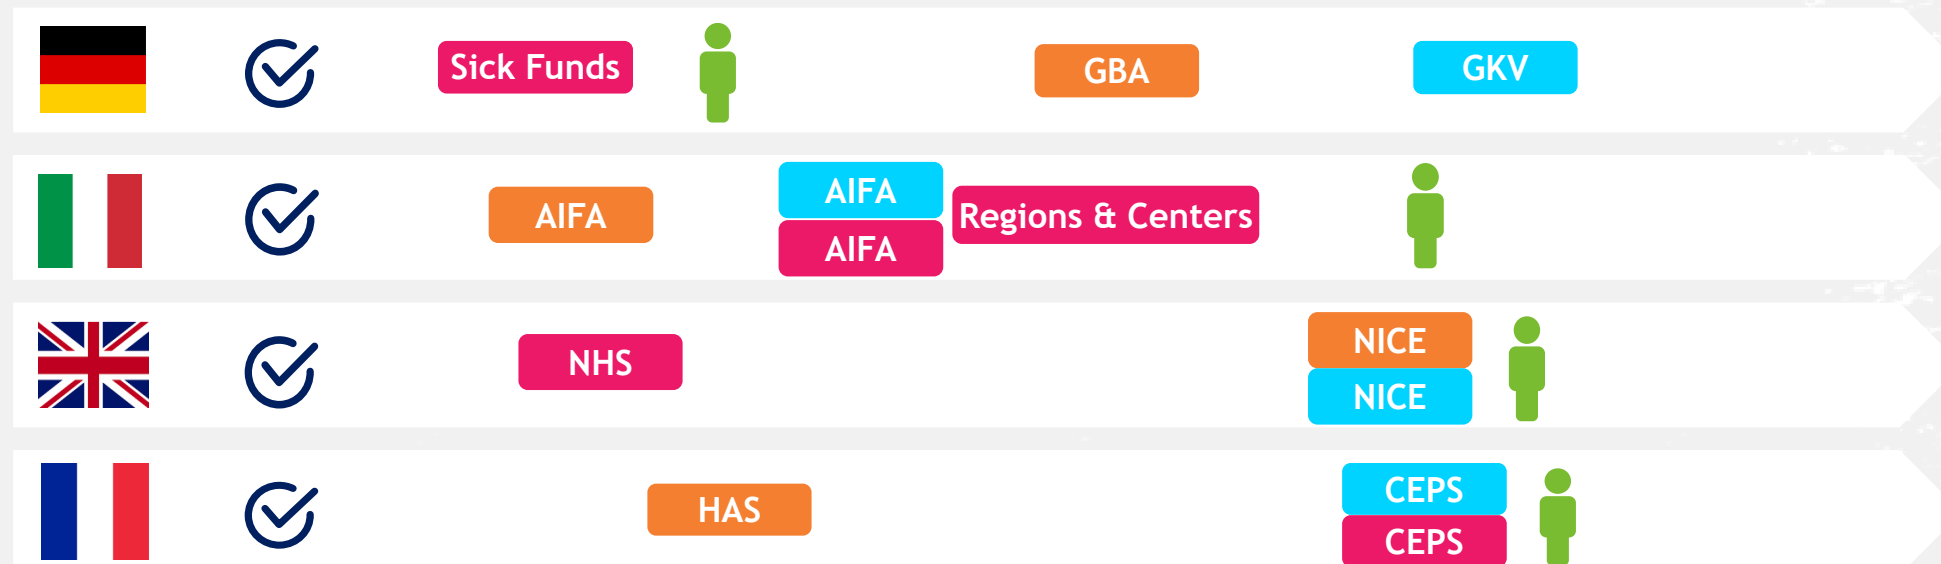 Sick Funds
GBA
GKV
AIFA
AIFA
AIFA
Regions & Centers
NHS
NICE
NICE
HAS
CEPS
CEPS